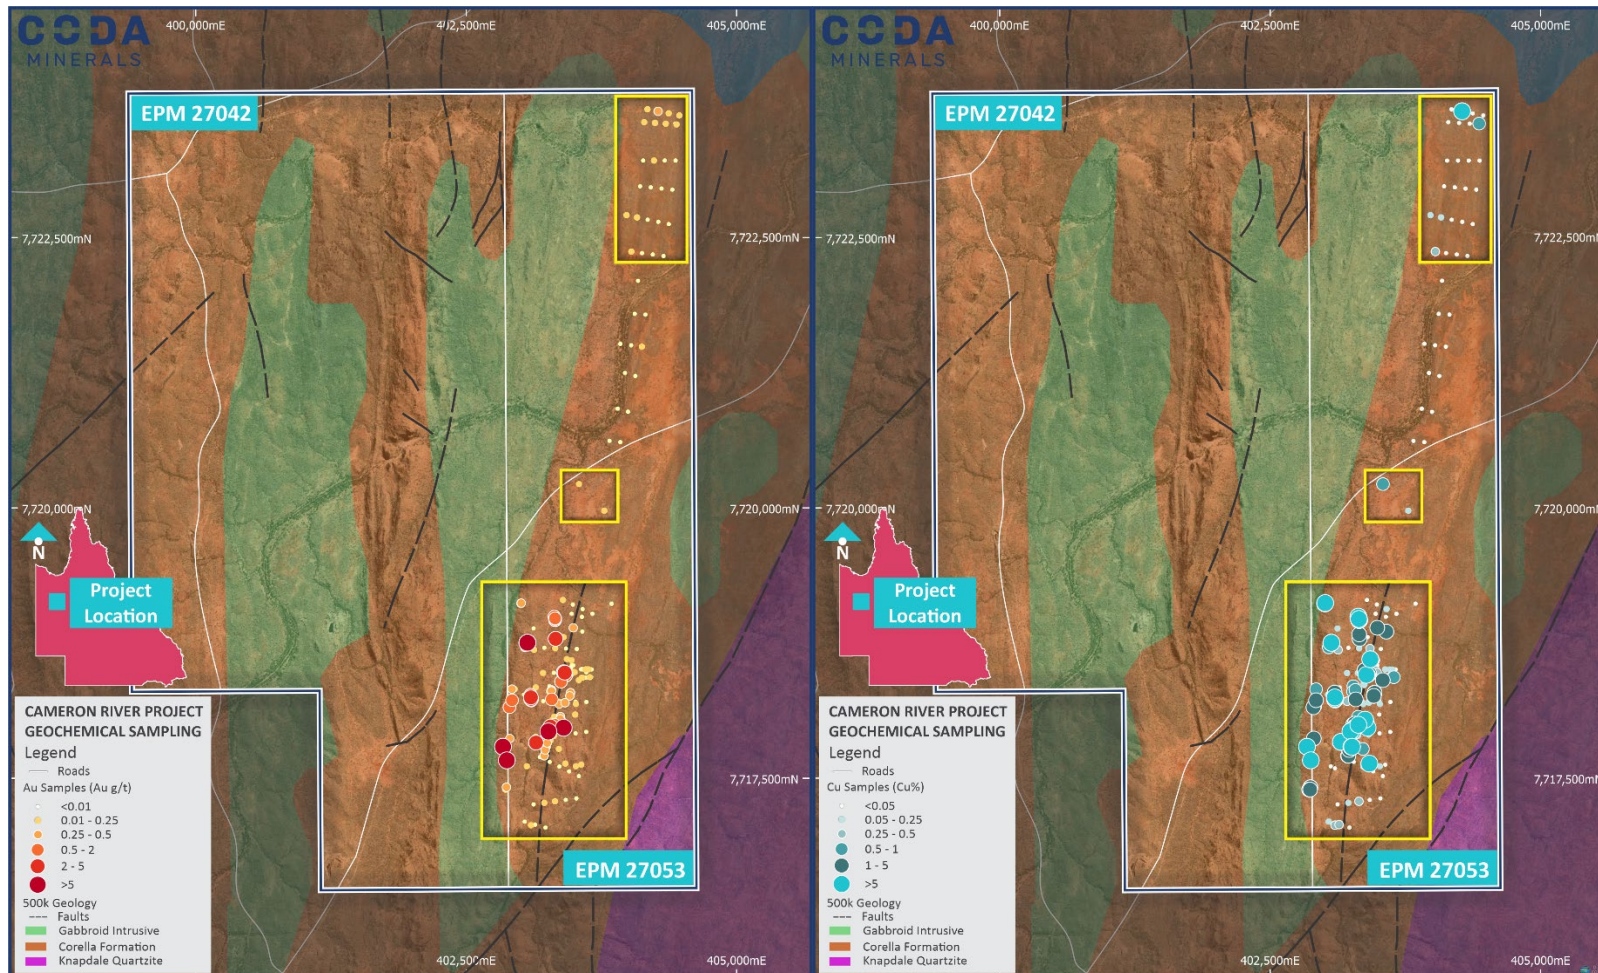 CODA
MINERALS
400,000mE
402,500mE
405,000mE
EPM 27042
7,722,500mN
7,722,500mN
7,720,000mN
N
Project
Location
7,717,500mN
CAMERON RIVER PROJECT
GEOCHEMICAL SAMPLING
Legend
Roads
Au Samples (Au g/t)
<0.01
0.01 - 0.25
0.25 - 0.5
0.5 - 2
2 - 5
>5
500k Geology
Faults
Gabbroid Intrusive
Corella Formation
Knapdale Quartzite
EPM 27053
402,500mE
405,000mE
CODA
MINERALS
400,000mE
402,500mE
405,000mE
EPM 27042
7,722,500mN
7,720,000mN
N
Project
Location
7,717,500mN
CAMERON RIVER PROJECT
GEOCHEMICAL SAMPLING
Legend
Roads
Cu Samples (Cu%)
<0.05
0.05 - 0.25
0.25 - 0.5
0.5 - 1
1 - 5
>5
500k Geology
Faults
Gabbroid Intrusive
Corella Formation
Knapdale Quartzite
EPM 27053
402,500mE
405,000mE